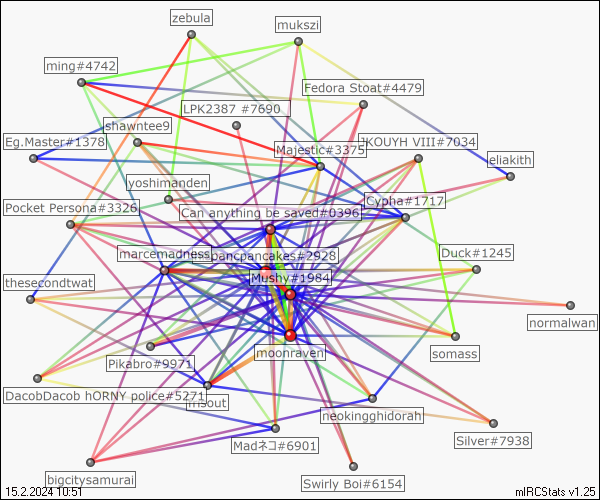 zebula
mukszi
ming#4742
Fedora Stoat#4479
LPK2387 #7690
shawntee9
Eg.Master#1378
Majestic#3375
JKOUYH VIII#7034
eliakith
yoshimanden
Pocket Persona#3326
Can anything be saved#0396
Cypha#1717
marcemadness
pancpancakes#2928
Duck#1245
Mushy#1984
thesecondtwat
normalwan
moonraven
somass
Pikabro#9971
DacobDacob hORNY police#5271
misout
neokingghidorah
Madネコ#6901
Silver#7938
bigcitysamurai
Swirly Boi#6154
15.2.2024 10:51
mIRCStats v1.25